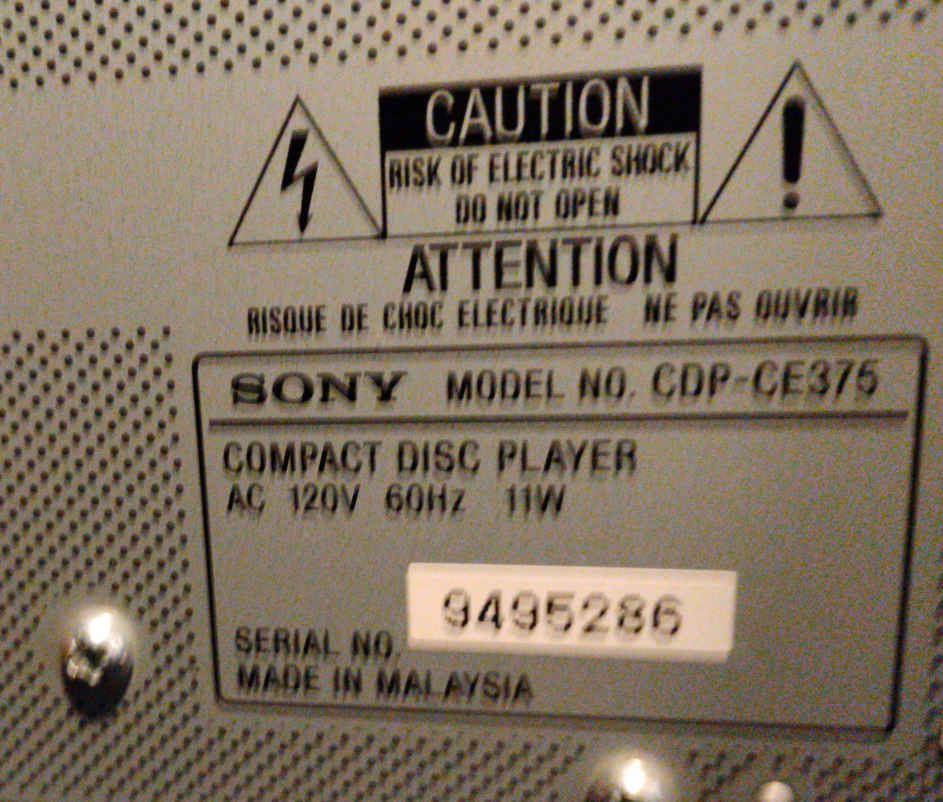 CAUTION
RISK OF ELECTRIC SHOCK
DO NOT OPEN
ATTENTION
RISQUE DE CHOC ELECTRIQUE NE PAS OUVRIR
SONY MODEL NO. CDP-CE375
COMPACT DISC PLAYER
AC 120V 60Hz 11W
9495286
SERIAL NO.
MADE IN MALAYSIA